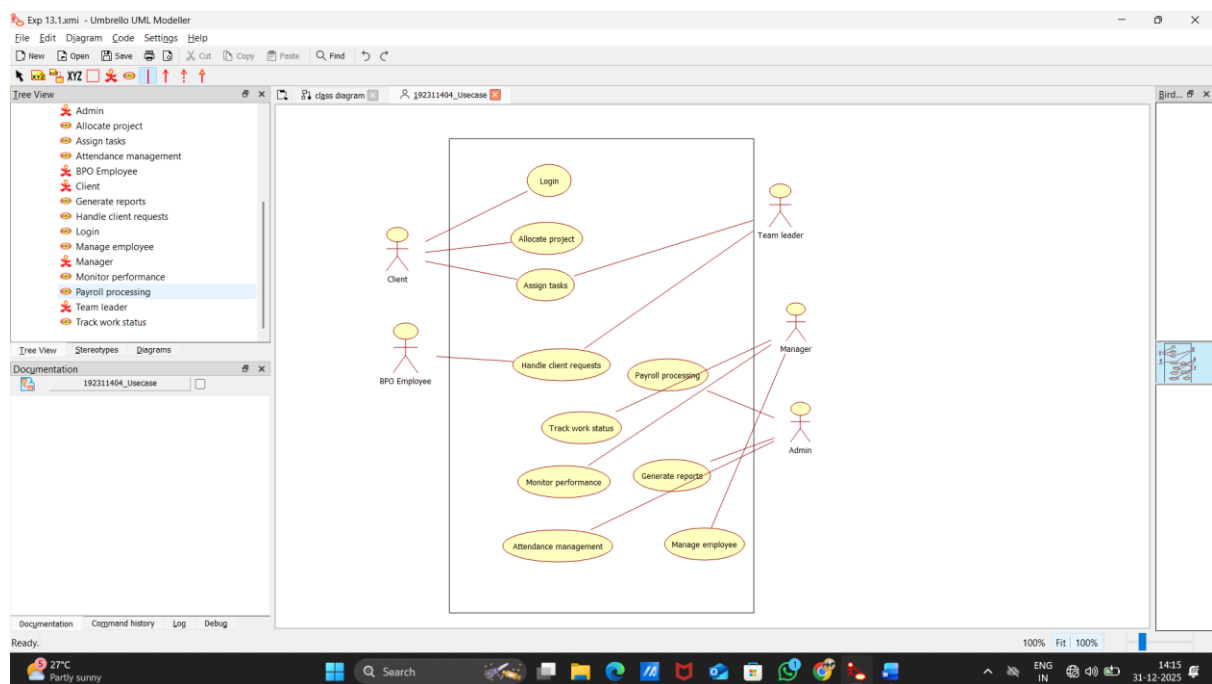 Exp 13.1.xmi - Umbrello UML Modeller
File Edit Diagram Code Settings Help
New Open Save Cut Copy Paste Find
XYZ
Tree View
class diagram 192311404_Usecase
Bird...
Admin
Allocate project
Assign tasks
Attendance management
BPO Employee
Client
Generate reports
Handle client requests
Login
Manage employee
Manager
Monitor performance
Payroll processing
Team leader
Track work status
Tree View Stereotypes Diagrams
Documentation
192311404_Usecase
Documentation Command history Log Debug
Login
Allocate project
Team leader
Client
Assign tasks
Manager
Handle client requests
Payroll processing
BPO Employee
Track work status
Admin
Generate reports
Monitor performance
Attendance management
Manage employee
Ready.
100% Fit 100%
5
27°C
Partly sunny
Search
1
ENG
IN
14:15
31-12-2025